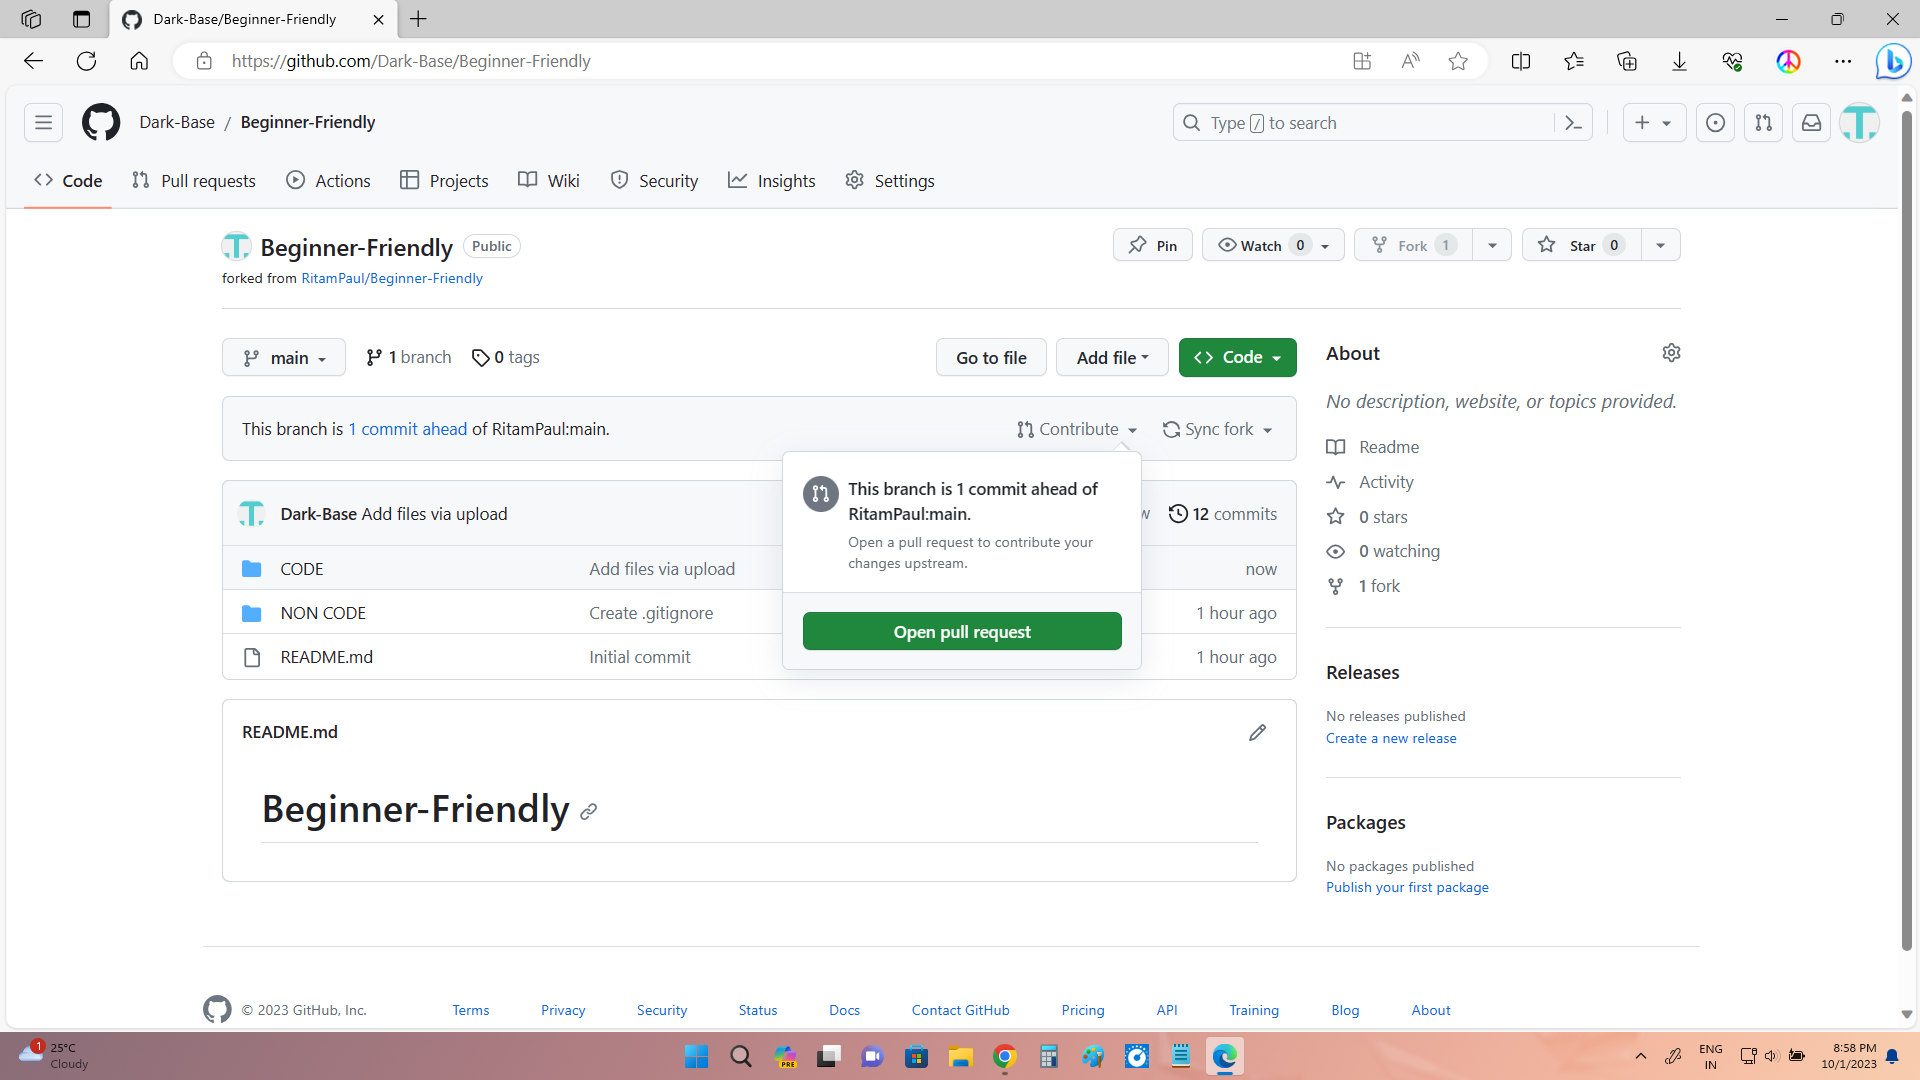 Dark-Base/Beginner-Friendly
https://github.com/Dark-Base/Beginner-Friendly
Dark-Base / Beginner-Friendly
Type / to search
Code Pull requests Actions Projects Wiki Security Insights Settings
Beginner-Friendly Public
Pin Watch 0 Fork 1 Star 0
forked from RitamPaul/Beginner-Friendly
main 1 branch 0 tags Go to file Add file Code
This branch is 1 commit ahead of RitamPaul:main. Contribute Sync fork
This branch is 1 commit ahead of
RitamPaul:main.
Open a pull request to contribute your
changes upstream.
Open pull request
Dark-Base Add files via upload w 12 commits
CODE Add files via upload now
NON CODE Create .gitignore 1 hour ago
README.md Initial commit 1 hour ago
README.md
Beginner-Friendly
About
No description, website, or topics provided.
Readme
Activity
0 stars
0 watching
1 fork
Releases
No releases published
Create a new release
Packages
No packages published
Publish your first package
© 2023 GitHub, Inc. Terms Privacy Security Status Docs Contact GitHub Pricing API Training Blog About
1
25°C
Cloudy
PRE
ENG
IN
8:58 PM
10/1/2023